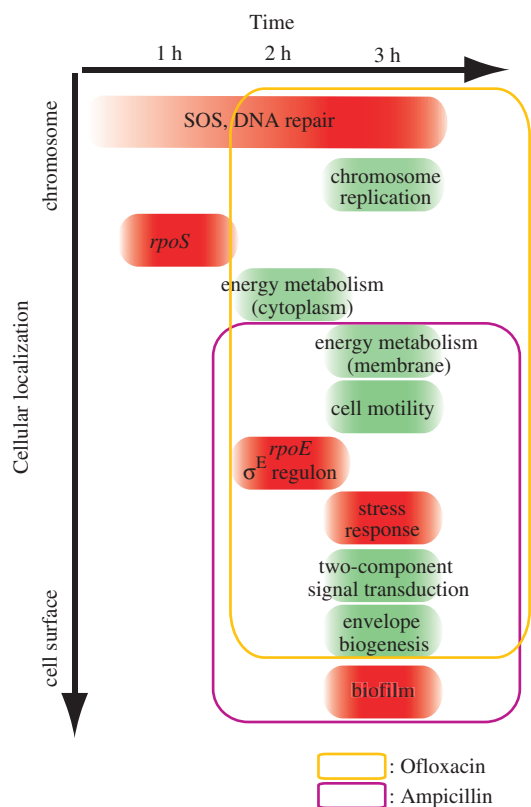 Time
1 h 2 h 3 h
chromosome
Cellular localization
cell surface
SOS, DNA repair
chromosome
replication
rpoS
energy metabolism
(cytoplasm)
energy metabolism
(membrane)
cell motility
rpoE
σE regulon
stress
response
two-component
signal transduction
envelope
biogenesis
biofilm
: Ofloxacin
: Ampicillin